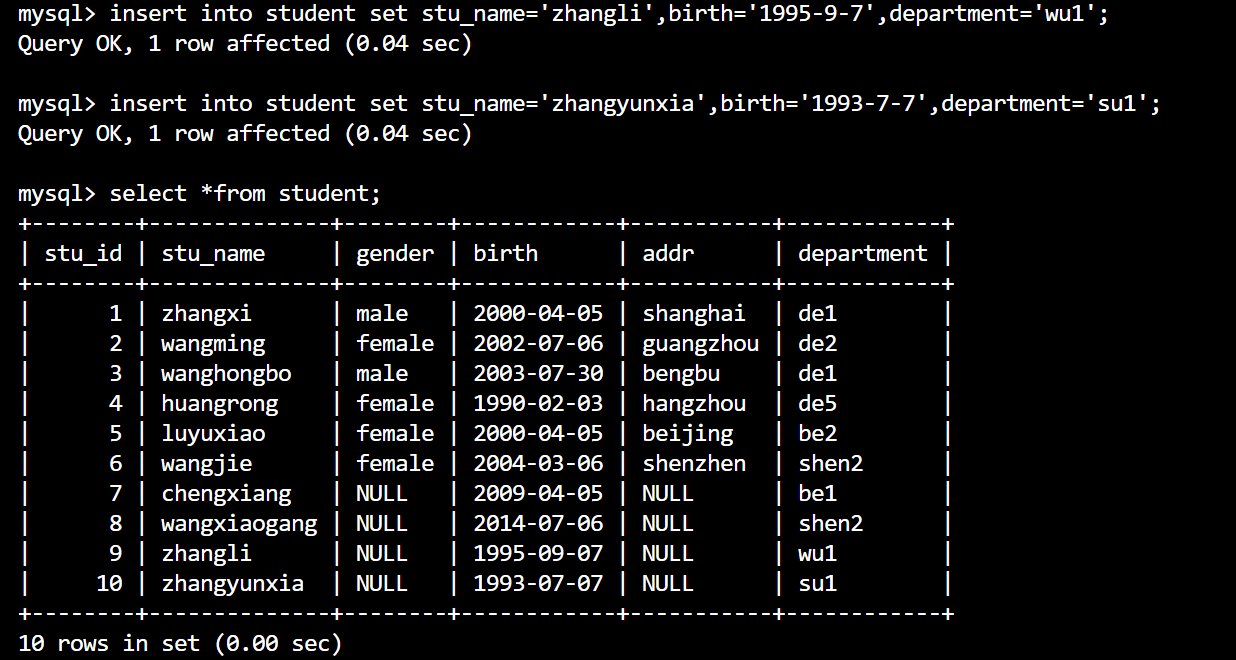 mysql> insert into student set stu_name='zhangli',birth='1995-9-7',department='wu1';
Query OK, 1 row affected (0.04 sec)
mysql> insert into student set stu_name='zhangyunxia',birth='1993-7-7',department='su1';
Query OK, 1 row affected (0.04 sec)
mysql> select *from student;
+--------+--------------+--------+------------+-----------+------------+
| stu_id | stu_name     | gender | birth      | addr      | department |
+--------+--------------+--------+------------+-----------+------------+
|      1 | zhangxi      | male   | 2000-04-05 | shanghai  | de1        |
|      2 | wangming     | female | 2002-07-06 | guangzhou | de2        |
|      3 | wanghongbo   | male   | 2003-07-30 | bengbu    | de1        |
|      4 | huangrong    | female | 1990-02-03 | hangzhou  | de5        |
|      5 | luyuxiao     | female | 2000-04-05 | beijing   | be2        |
|      6 | wangjie      | female | 2004-03-06 | shenzhen  | shen2      |
|      7 | chengxiang   | NULL   | 2009-04-05 | NULL      | be1        |
|      8 | wangxiaogang | NULL   | 2014-07-06 | NULL      | shen2      |
|      9 | zhangli      | NULL   | 1995-09-07 | NULL      | wu1        |
|     10 | zhangyunxia  | NULL   | 1993-07-07 | NULL      | su1        |
+--------+--------------+--------+------------+-----------+------------+
10 rows in set (0.00 sec)